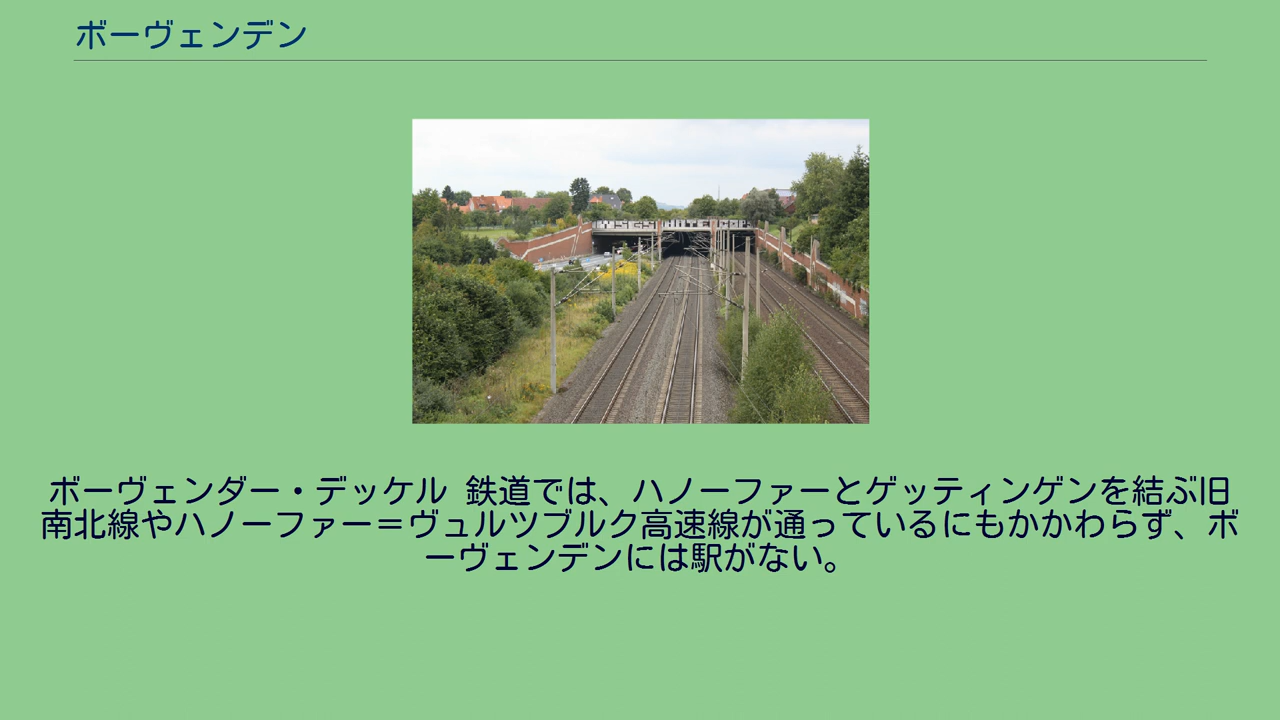 ボーヴェンデン
ボーヴェンダー・デッケル 鉄道では、ハノーファーとゲッティンゲンを結ぶ旧
南北線やハノーファー＝ヴュルツブルク高速線が通っているにもかかわらず、ボ
ーヴェンデンには駅がない。